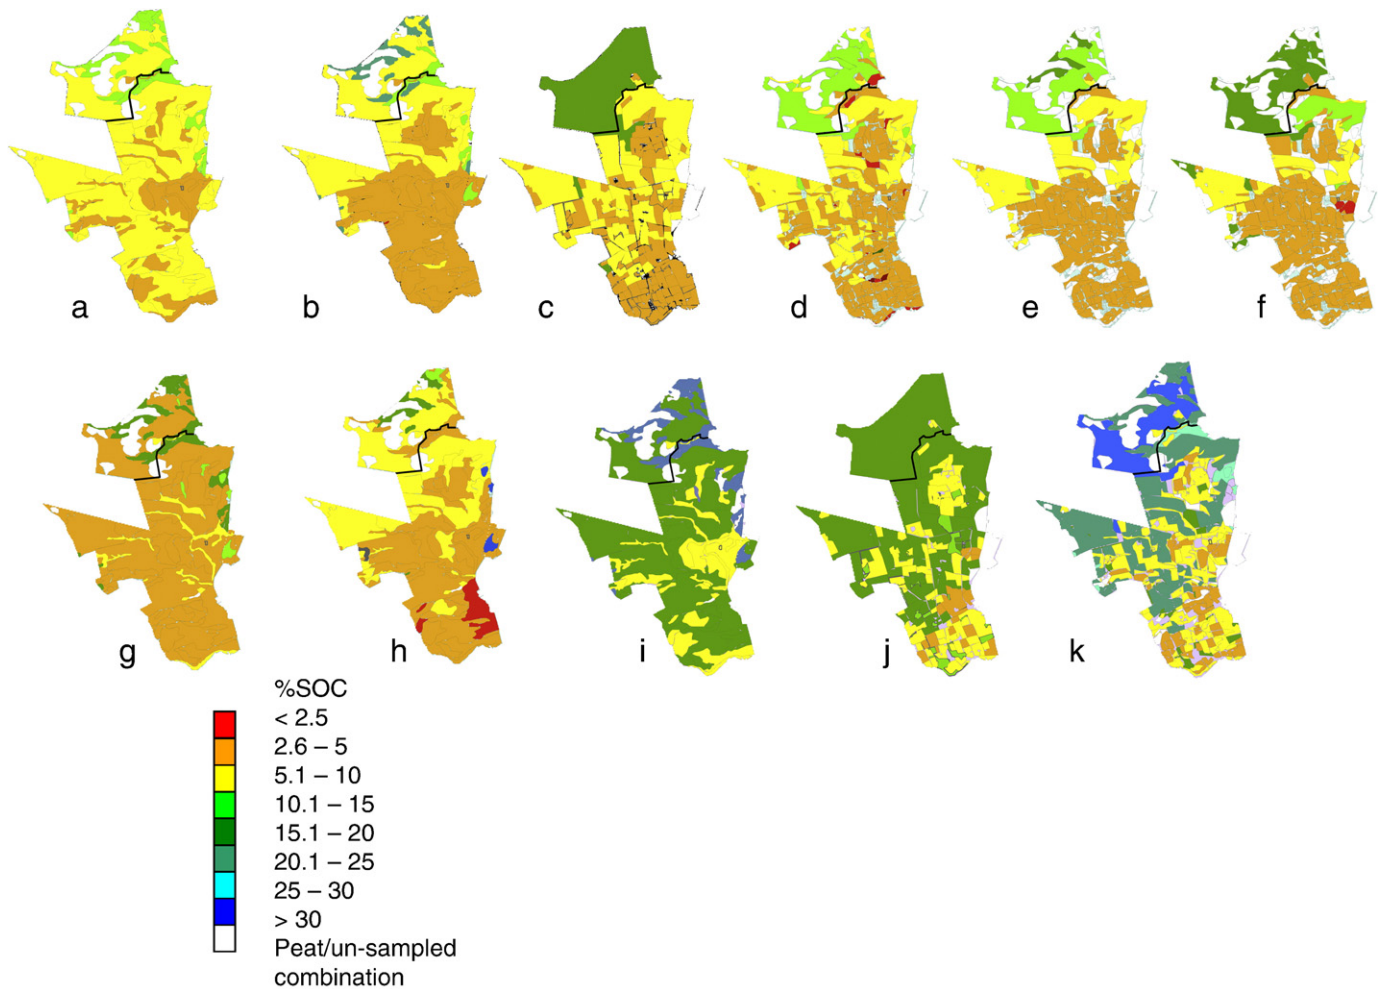 a
b
c
d
e
f
g
h
i
j
k
%SOC
< 2.5
2.6 – 5
5.1 – 10
10.1 – 15
15.1 – 20
20.1 – 25
25 – 30
> 30
Peat/un-sampled
combination